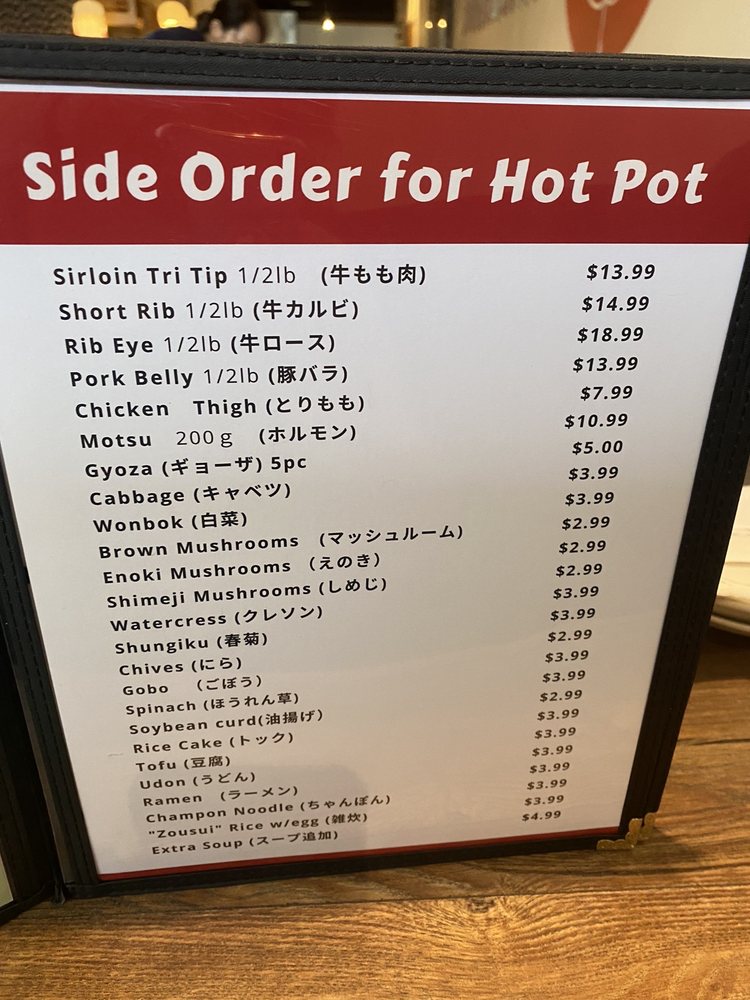 Side Order for Hot Pot
Sirloin Tri Tip 1/2lb (牛もも肉) $13.99
Short Rib 1/2lb (牛カルビ) $14.99
Rib Eye 1/2lb (牛ロース) $18.99
Pork Belly 1/2lb (豚バラ) $13.99
Chicken Thigh (とりもも) $7.99
Motsu 200g (ホルモン) $10.99
Gyoza (ギョーザ) 5pc $5.00
Cabbage (キャベツ) $3.99
Wonbok (白菜) $3.99
Brown Mushrooms (マッシュルーム) $2.99
Enoki Mushrooms (えのき) $2.99
Shimeji Mushrooms (しめじ) $2.99
Watercress (クレソン) $3.99
Shungiku (春菊) $3.99
Chives (にら) $2.99
Gobo (ごぼう) $3.99
Spinach (ほうれん草) $3.99
Soybean curd(油揚げ) $2.99
Rice Cake (トック) $3.99
Tofu (豆腐) $3.99
Udon (うどん) $3.99
Ramen (ラーメン) $3.99
Champon Noodle (ちゃんぽん) $3.99
"Zousui" Rice w/egg (雑炊) $3.99
Extra Soup (スープ追加) $4.99